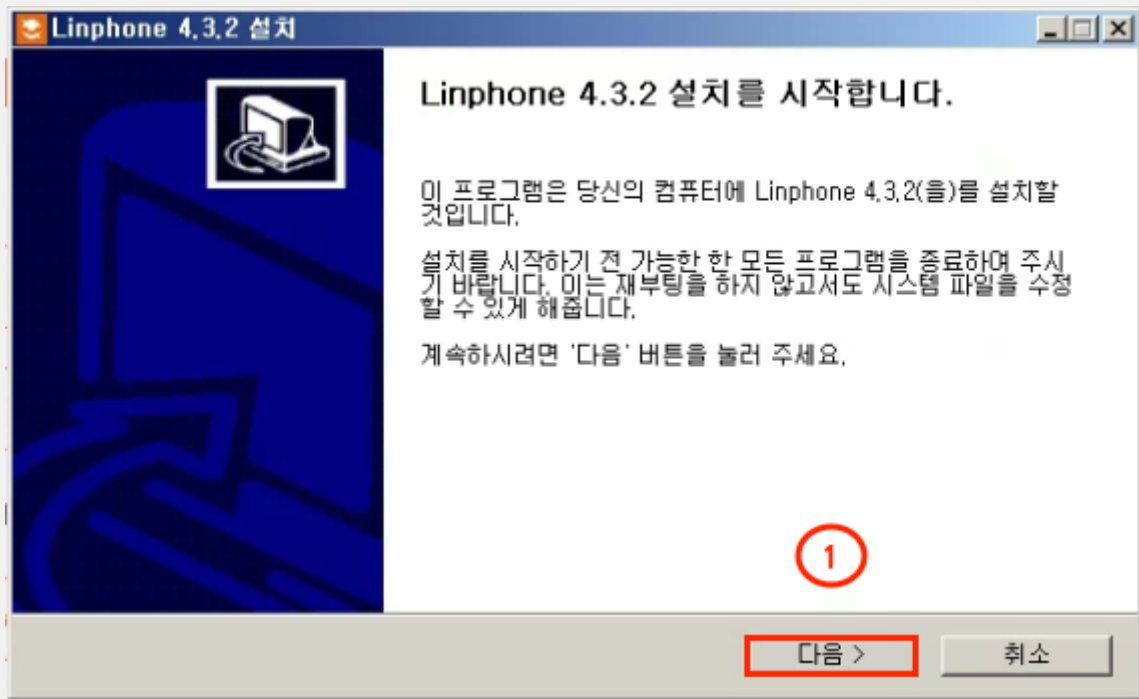 Linphone 4.3.2 설치
Linphone 4.3.2 설치를 시작합니다.
이 프로그램은 당신의 컴퓨터에 Linphone 4.3.2(을)를 설치할
것입니다.
설치를 시작하기 전 가능한 한 모든 프로그램을 종료하여 주시
기 바랍니다. 이는 재부팅을 하지 않고서도 시스템 파일을 수정
할 수 있게 해줍니다.
계속하시려면 '다음' 버튼을 눌러 주세요.
1
다음 >
취소